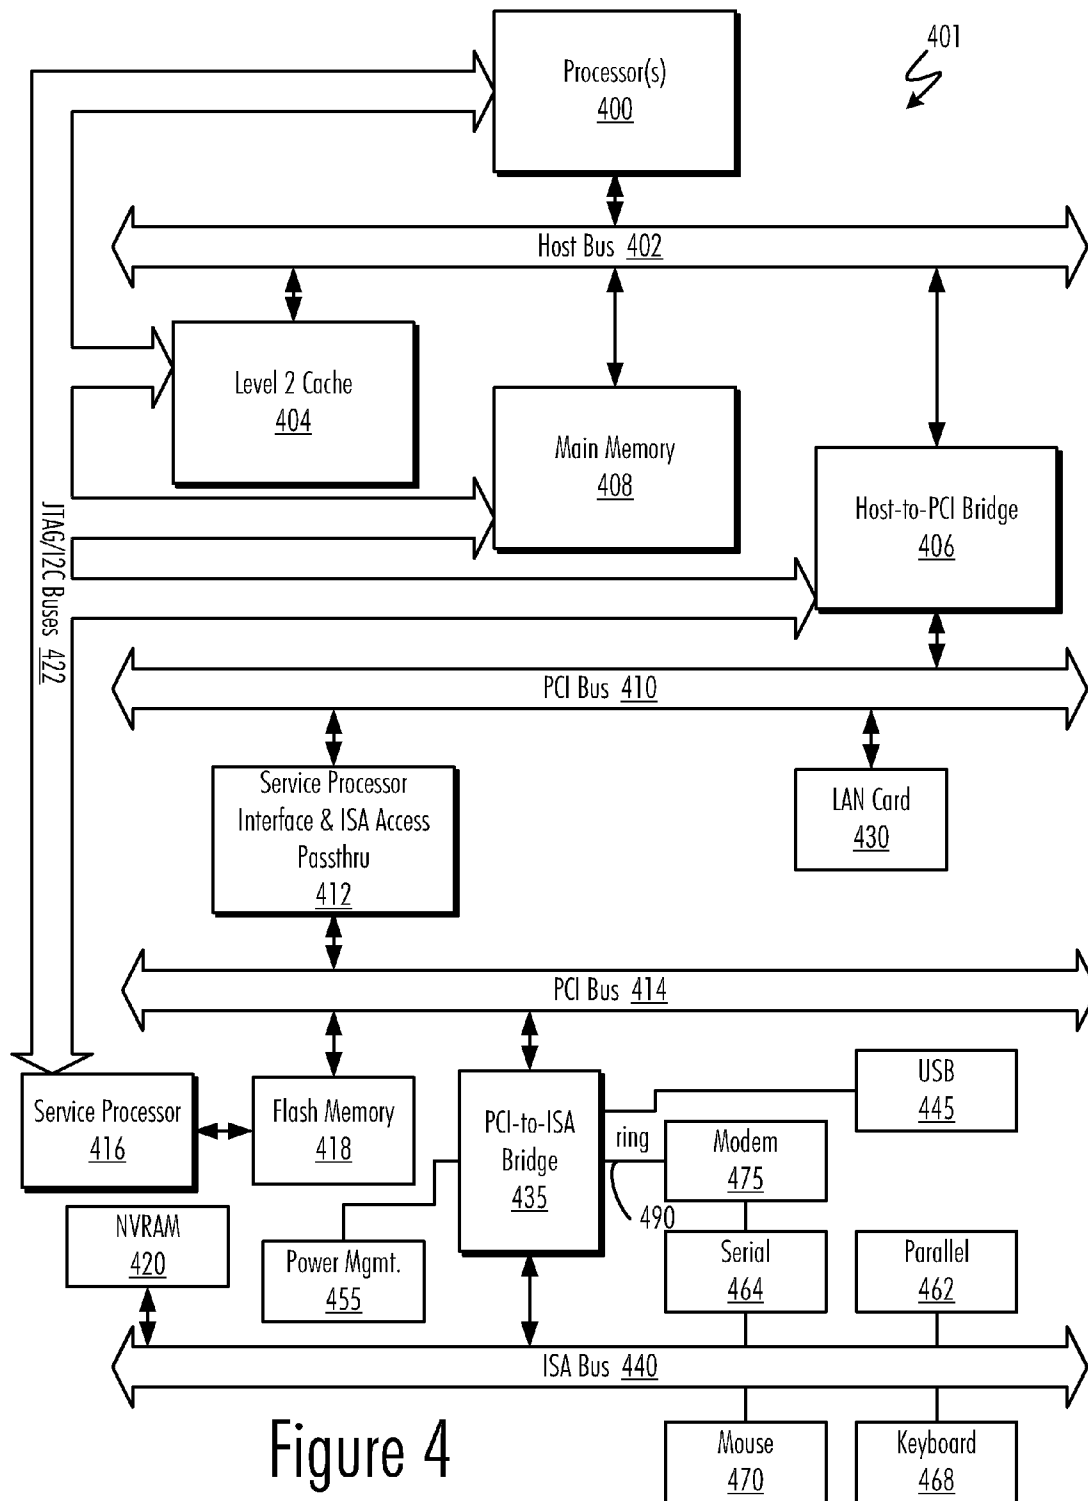 401
Processor(s)
400
Host Bus 402
Level 2 Cache
404
Main Memory
408
Host-to-PCI Bridge
406
JTAG/I2C Buses 422
PCI Bus 410
Service Processor
Interface & ISA Access
Passthru
412
LAN Card
430
PCI Bus 414
Service Processor
416
Flash Memory
418
PCI-to-ISA
Bridge
435
USB
445
ring
Modem
475
490
NVRAM
420
Power Mgmt.
455
Serial
464
Parallel
462
ISA Bus 440
Mouse
470
Keyboard
468
Figure 4